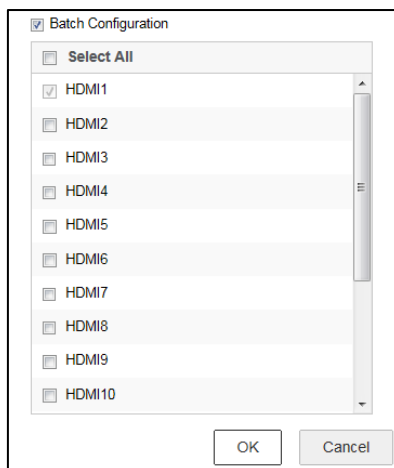 Batch Configuration
Select All
HDMI1
HDMI2
HDMI3
HDMI4
HDMI5
HDMI6
HDMI7
HDMI8
HDMI9
HDMI10
OK Cancel